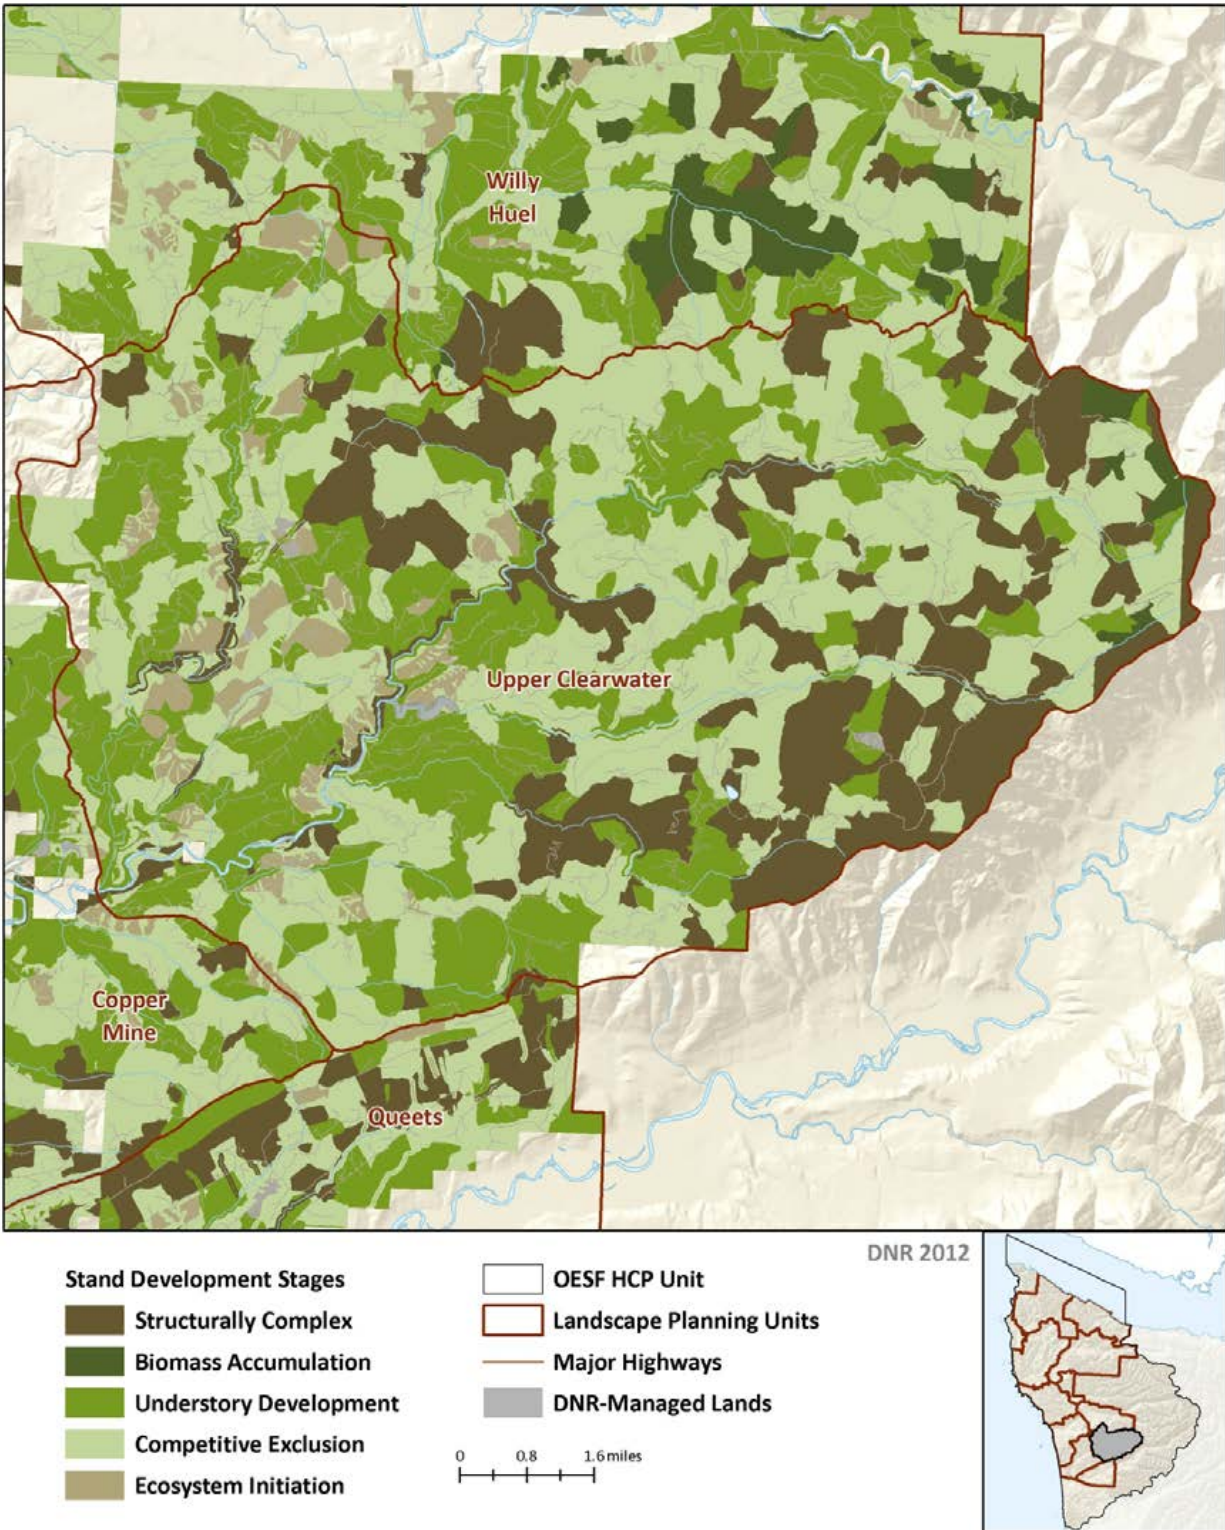 Willy
Huel
Upper Clearwater
Copper
Mine
Queets
DNR 2012
Stand Development Stages
Structurally Complex
Biomass Accumulation
Understory Development
Competitive Exclusion
Ecosystem Initiation
OESF HCP Unit
Landscape Planning Units
Major Highways
DNR-Managed Lands
0 0.8 1.6 miles